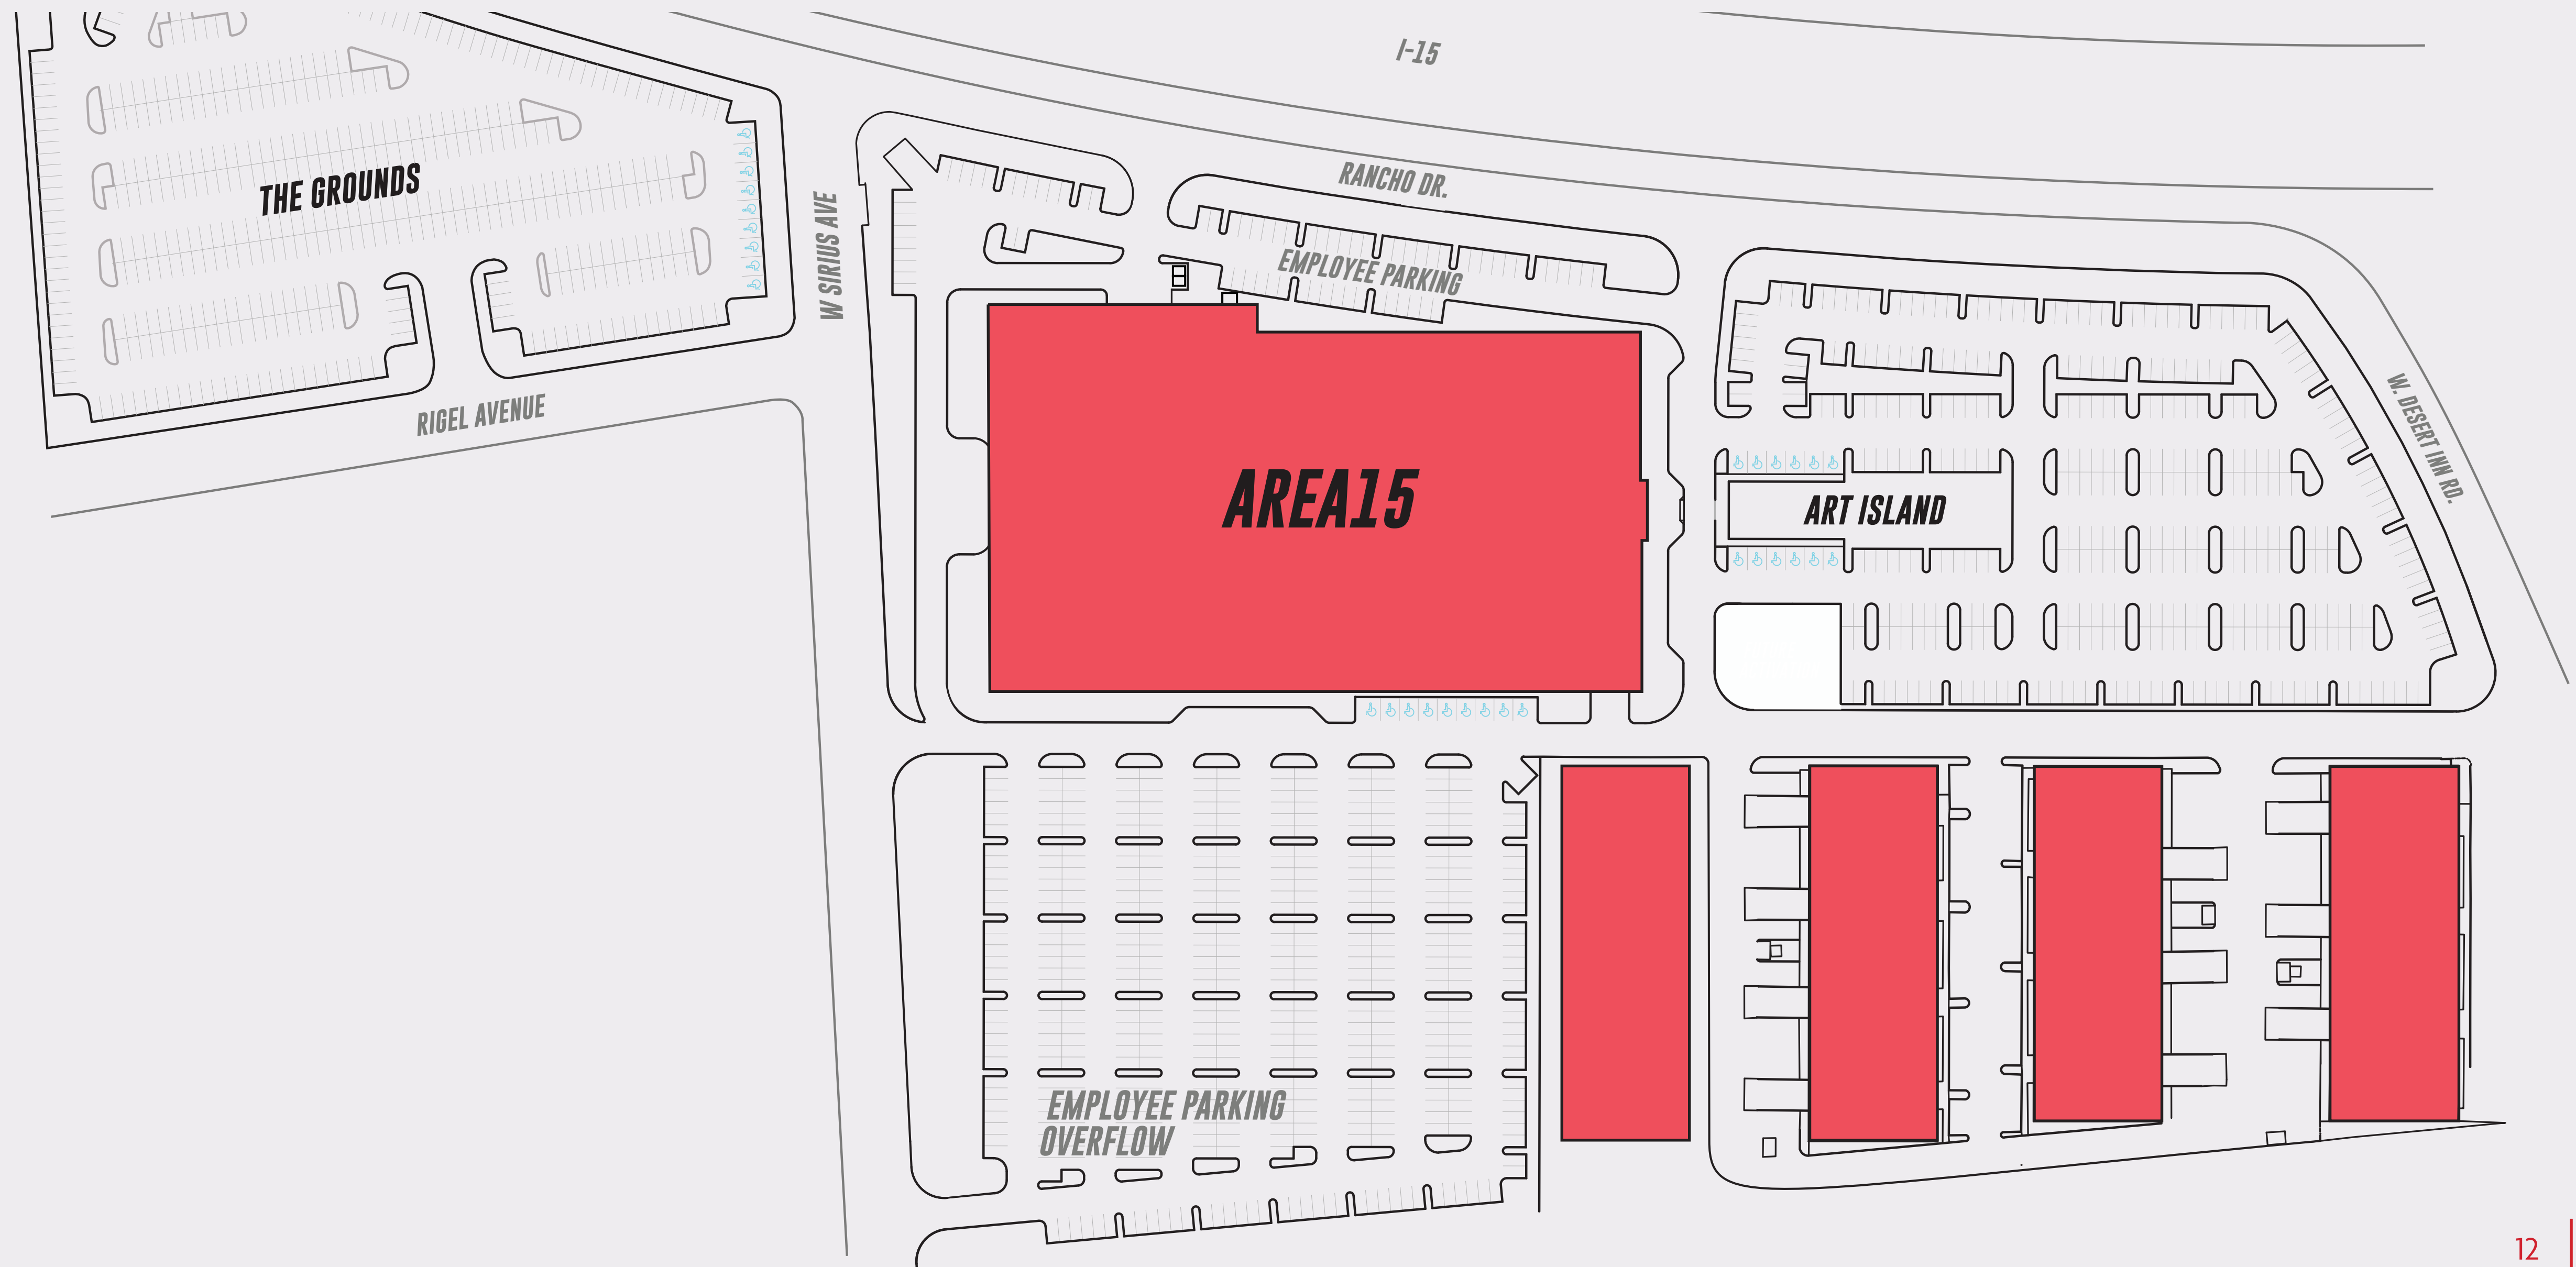 I-15
RANCHO DR.
THE GROUNDS
W SIRIUS AVE
EMPLOYEE PARKING
RIGEL AVENUE
W. DESERT INN RD.
AREA15
ART ISLAND
EMPLOYEE PARKING
OVERFLOW
12